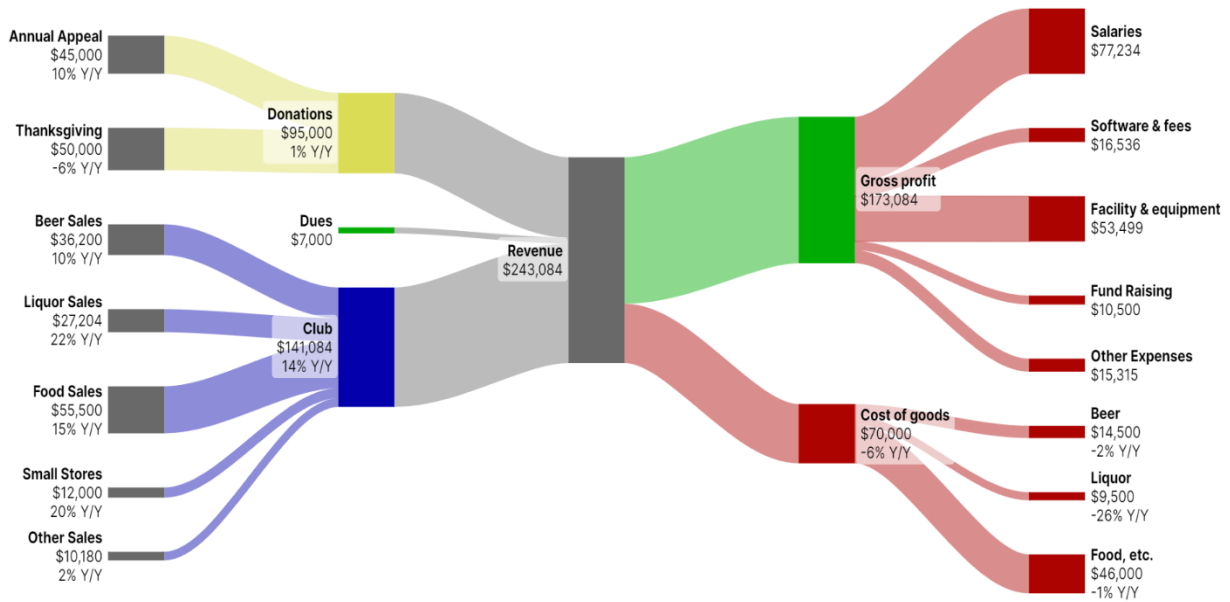 Annual Appeal
$45,000
10% Y/Y
Thanksgiving
$50,000
-6% Y/Y
Beer Sales
$36,200
10% Y/Y
Liquor Sales
$27,204
22% Y/Y
Food Sales
$55,500
15% Y/Y
Small Stores
$12,000
20% Y/Y
Other Sales
$10,180
2% Y/Y
Donations
$95,000
1% Y/Y
Dues
$7,000
Club
$141,084
14% Y/Y
Revenue
$243,084
Gross profit
$173,084
Cost of goods
$70,000
-6% Y/Y
Salaries
$77,234
Software & fees
$16,536
Facility & equipment
$53,499
Fund Raising
$10,500
Other Expenses
$15,315
Beer
$14,500
-2% Y/Y
Liquor
$9,500
-26% Y/Y
Food, etc.
$46,000
-1% Y/Y